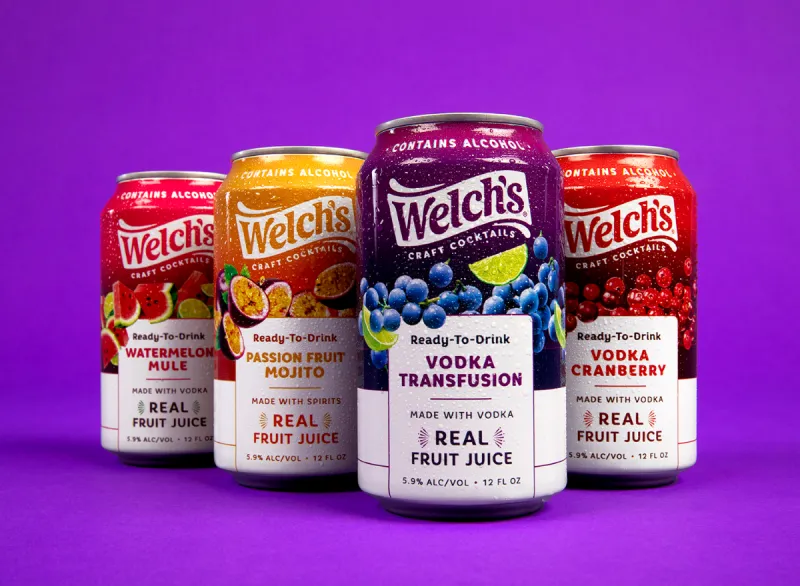 CONTAINS ALCOHOL
Welch's
CRAFT COCKTAILS
Ready-To-Drink
WATERMELON
MULE
MADE WITH VODKA
REAL
FRUIT JUICE
5.9% ALC/VOL • 12 FL OZ
CONTAINS ALCOHOL
Welch's
CRAFT COCKTAILS
Ready-To-Drink
PASSION FRUIT
MOJITO
MADE WITH SPIRITS
REAL
FRUIT JUICE
5.9% ALC/VOL • 12 FL OZ
CONTAINS ALCOHOL
Welch's®
CRAFT COCKTAILS
Ready-To-Drink
VODKA
TRANSFUSION
MADE WITH VODKA
REAL
FRUIT JUICE
5.9% ALC/VOL • 12 FL OZ
CONTAINS ALCOHOL
Welch's®
CRAFT COCKTAILS
Ready-To-Drink
VODKA
CRANBERRY
MADE WITH VODKA
REAL
FRUIT JUICE
5.9% ALC/VOL • 12 FL OZ